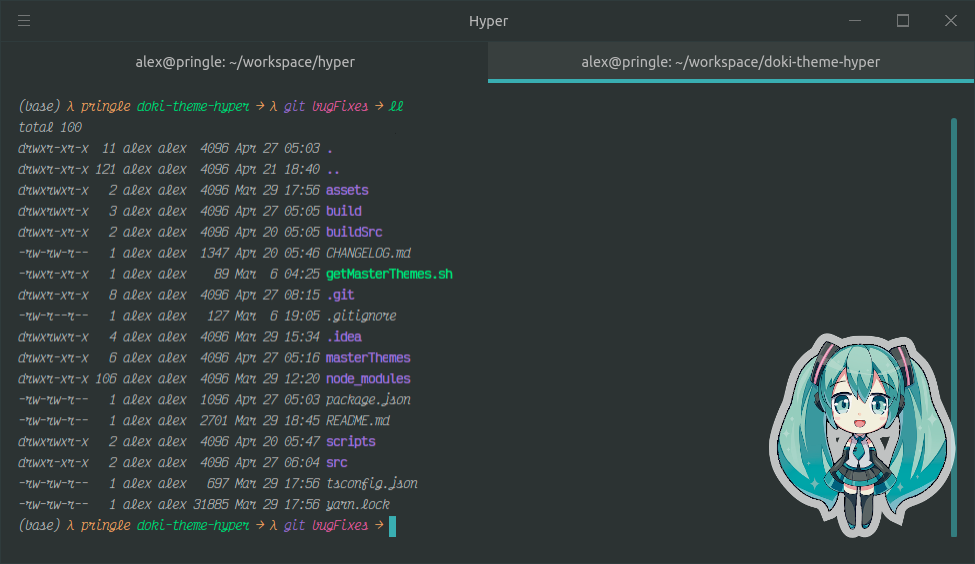 Hyper
alex@pringle: ~/workspace/hyper
alex@pringle: ~/workspace/doki-theme-hyper
(base) λ pringle doki-theme-hyper → λ git bugFixes → ll
total 100
drwxr-xr-x  11 alex alex  4096 Apr 27 05:03 .
drwxr-xr-x 121 alex alex  4096 Apr 21 18:40 ..
drwxrwxr-x   2 alex alex  4096 Mar 29 17:56 assets
drwxrwxr-x   3 alex alex  4096 Apr 27 05:05 build
drwxr-xr-x   2 alex alex  4096 Apr 20 05:05 buildSrc
-rw-rw-r--   1 alex alex  1347 Apr 20 05:46 CHANGELOG.md
-rwxr-xr-x   1 alex alex    89 Mar  6 04:25 getMasterThemes.sh
drwxr-xr-x   8 alex alex  4096 Apr 27 08:15 .git
-rw-r--r--   1 alex alex   127 Mar  6 19:05 .gitignore
drwxrwxr-x   4 alex alex  4096 Mar 29 15:34 .idea
drwxr-xr-x   6 alex alex  4096 Apr 27 05:16 masterThemes
drwxr-xr-x 106 alex alex  4096 Mar 29 12:20 node_modules
-rw-rw-r--   1 alex alex  1096 Apr 27 05:03 package.json
-rw-rw-r--   1 alex alex  2701 Mar 29 18:45 README.md
drwxrwxr-x   2 alex alex  4096 Apr 20 05:47 scripts
drwxr-xr-x   2 alex alex  4096 Apr 27 06:04 src
-rw-rw-r--   1 alex alex   697 Mar 29 17:56 tsconfig.json
-rw-rw-r--   1 alex alex 31885 Mar 29 17:56 yarn.lock
(base) λ pringle doki-theme-hyper → λ git bugFixes →